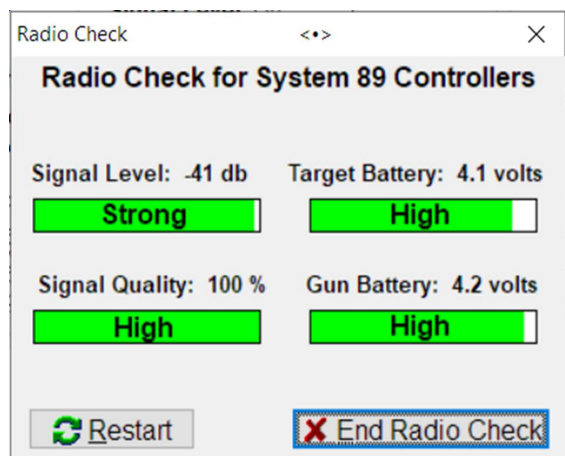 Radio Check <•>
Radio Check for System 89 Controllers
Signal Level: -41 db
Strong
Target Battery: 4.1 volts
High
Signal Quality: 100 %
High
Gun Battery: 4.2 volts
High
Restart
End Radio Check